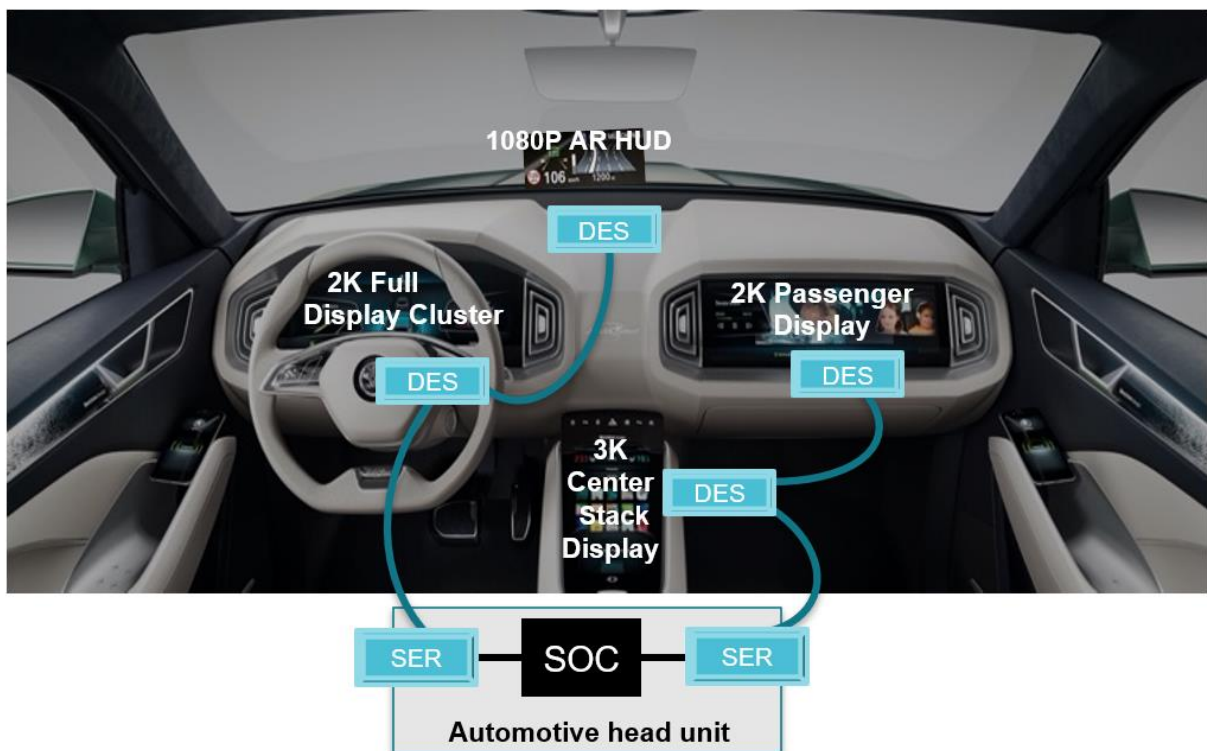 1080P AR HUD
106
1200
DES
2K Full
Display Cluster
2K Passenger
Display
DES
DES
3K
Center
Stack
Display
DES
SER
SOC
SER
Automotive head unit